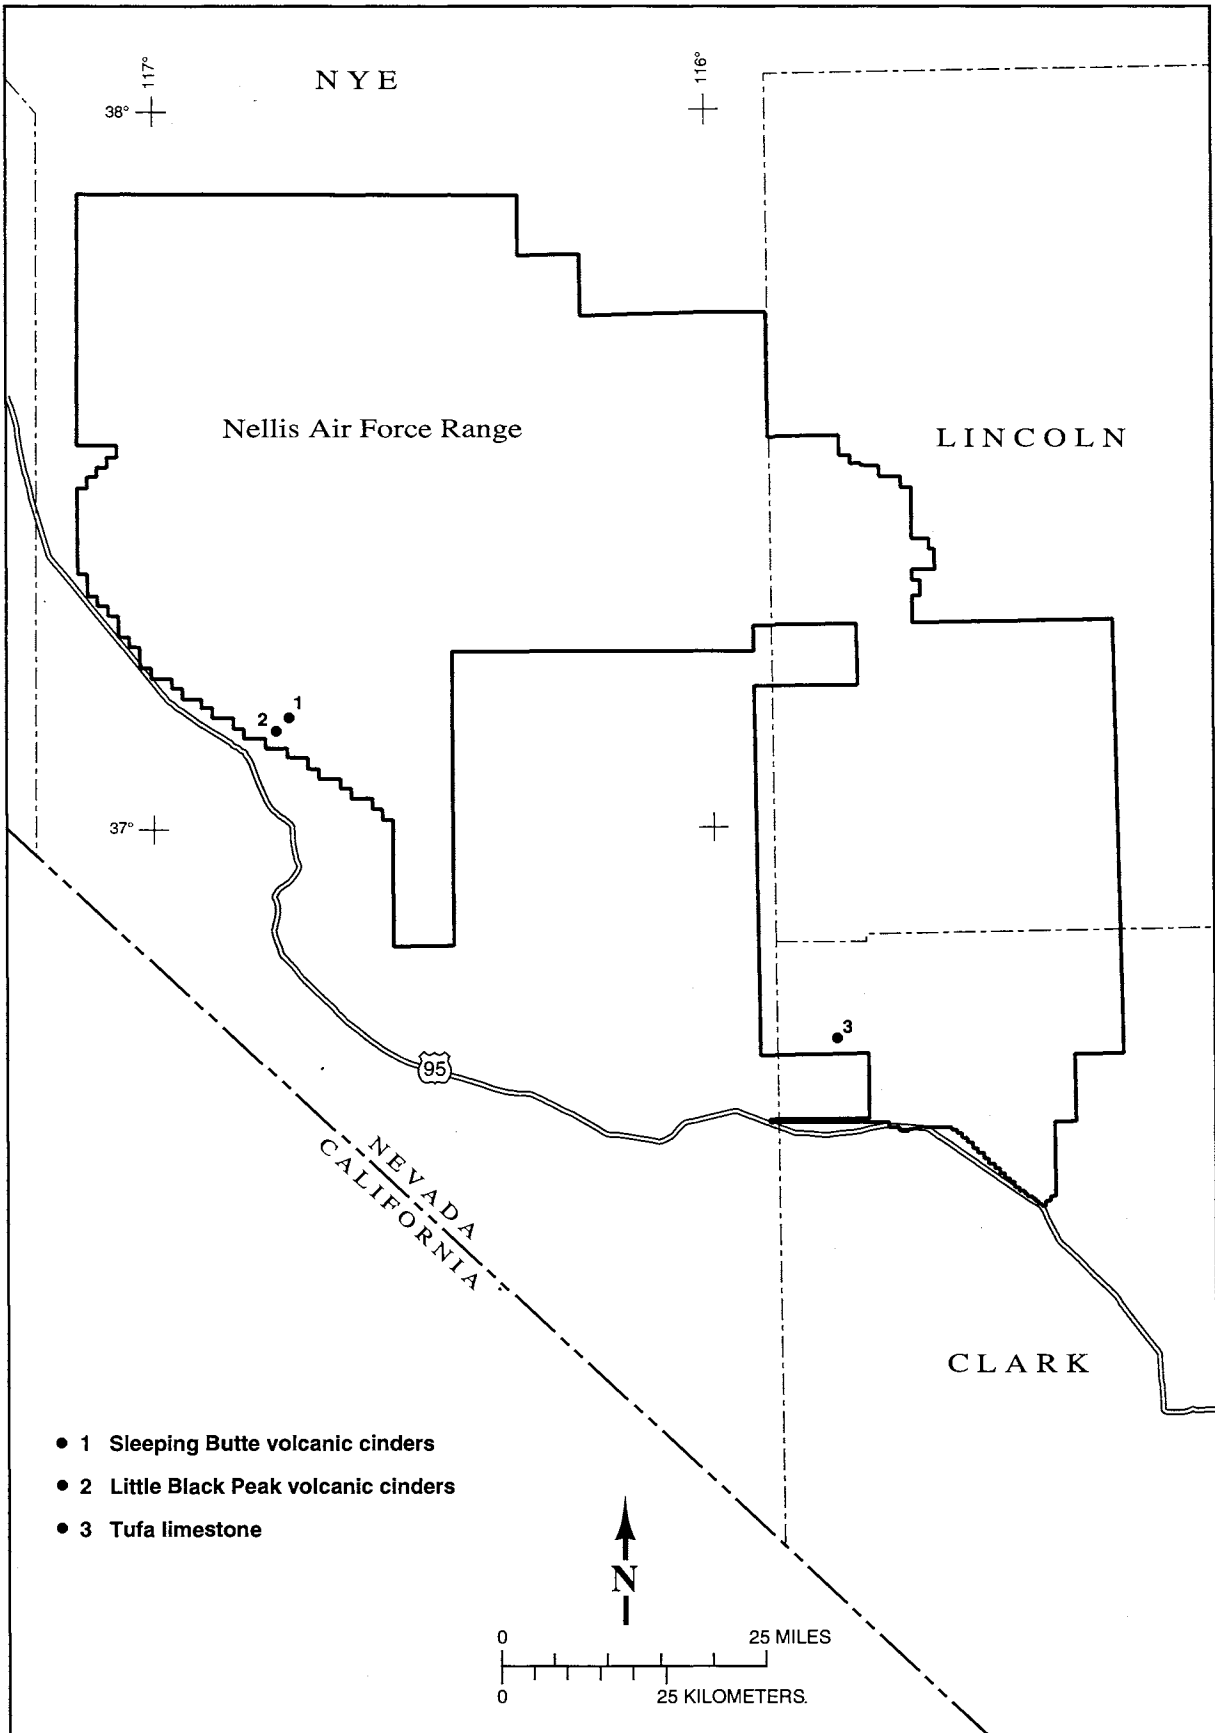 117°
116°
NYE
38°
Nellis Air Force Range
LINCOLN
1
2
37°
3
95
NEVADA
CALIFORNIA
CLARK
1 Sleeping Butte volcanic cinders
2 Little Black Peak volcanic cinders
3 Tufa limestone
N
0 25 MILES
0 25 KILOMETERS.